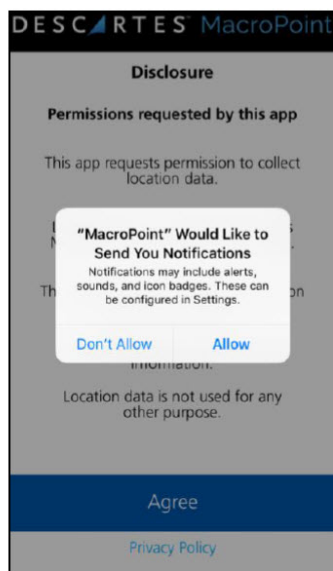 DESCARTES MacroPoint
Disclosure
Permissions requested by this app
This app requests permission to collect
location data.
"MacroPoint" Would Like to
Send You Notifications
Notifications may include alerts,
sounds, and icon badges. These can
be configured in Settings.
Don't Allow
Allow
information.
Location data is not used for any
other purpose.
Agree
Privacy Policy